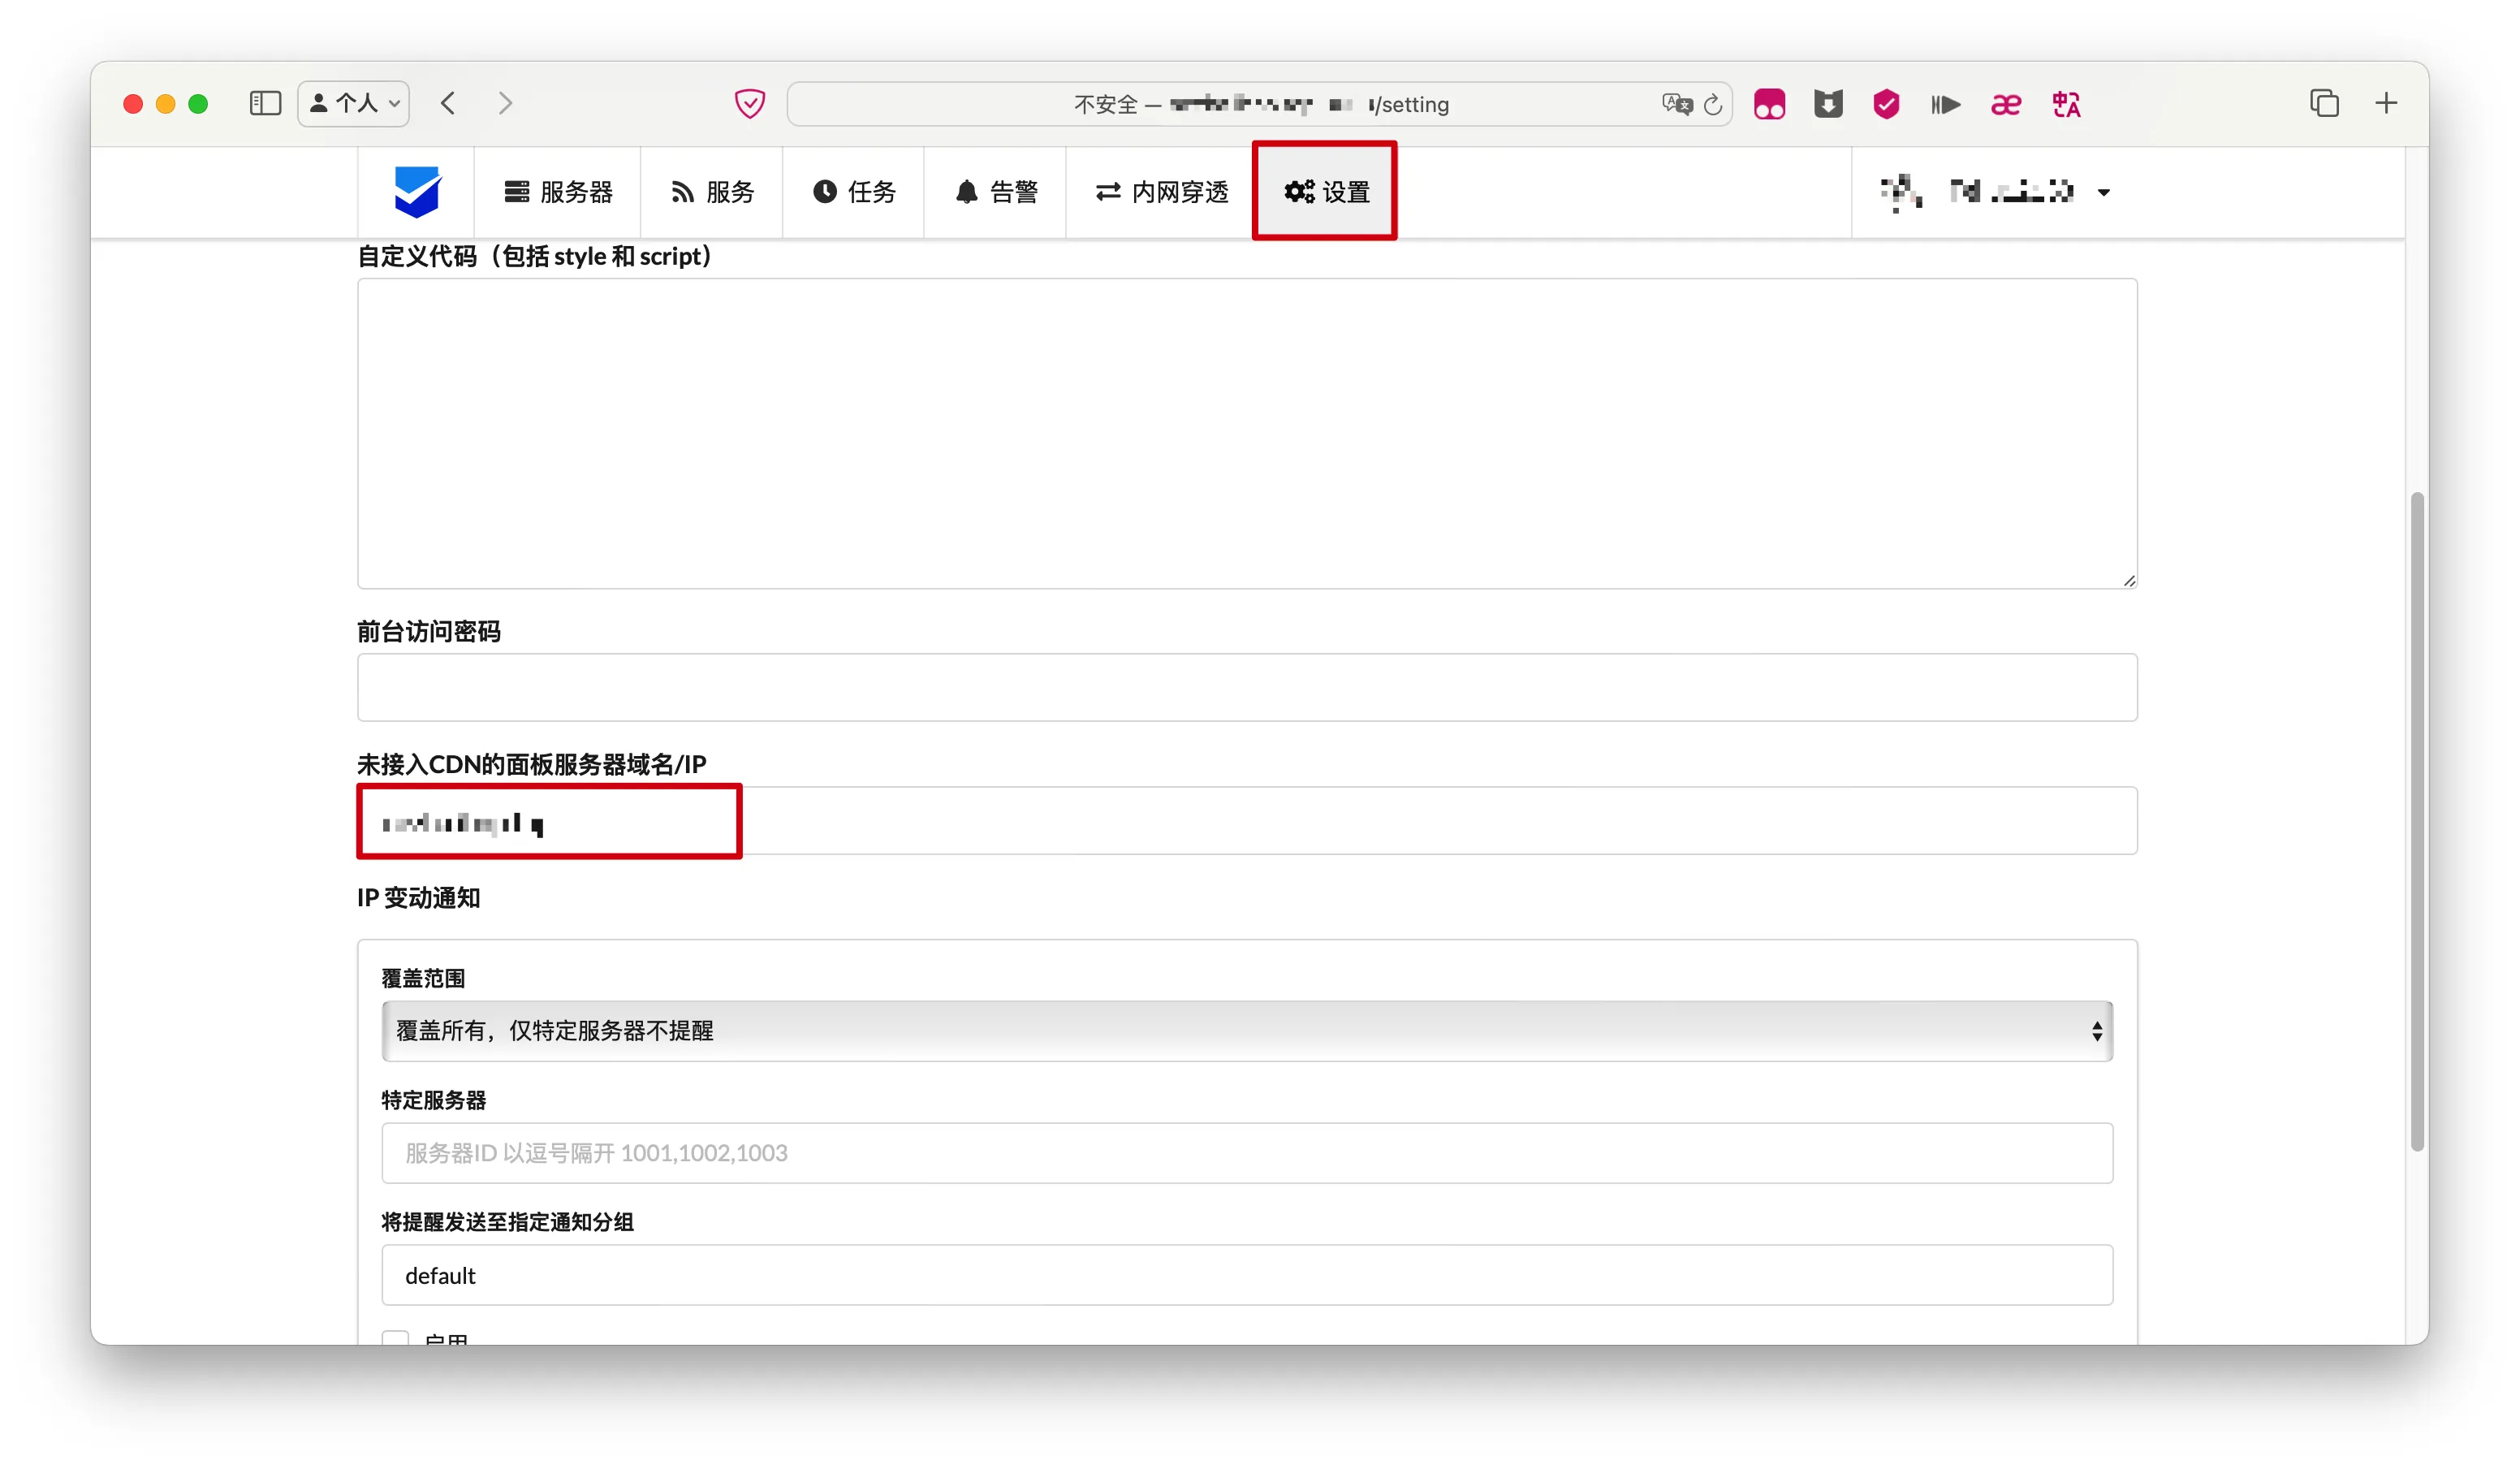 个人
不安全 — /setting
服务器
服务
任务
告警
内网穿透
设置
自定义代码（包括 style 和 script）
前台访问密码
未接入CDN的面板服务器域名/IP
IP 变动通知
覆盖范围
覆盖所有，仅特定服务器不提醒
特定服务器
服务器ID 以逗号隔开 1001,1002,1003
将提醒发送至指定通知分组
default
启用